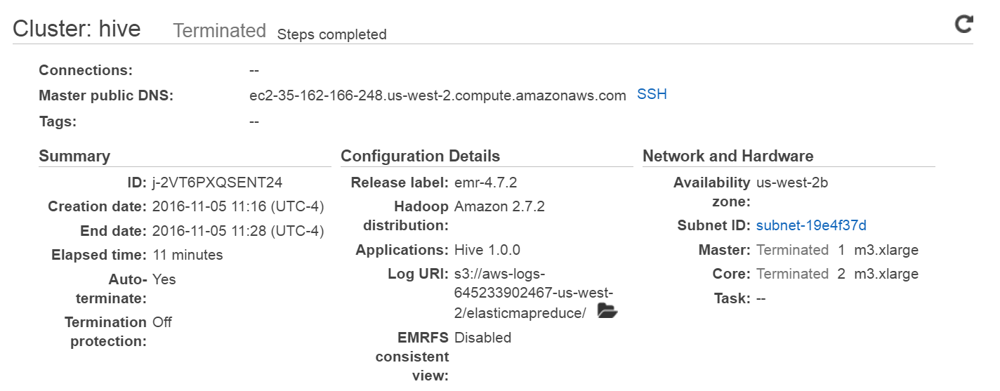 Cluster: hive Terminated Steps completed
Connections: --
Master public DNS: ec2-35-162-166-248.us-west-2.compute.amazonaws.com SSH
Tags: --
Summary
ID: j-2VT6PXQSENT24
Creation date: 2016-11-05 11:16 (UTC-4)
End date: 2016-11-05 11:28 (UTC-4)
Elapsed time: 11 minutes
Auto- Yes
terminate:
Termination Off
protection:
Configuration Details
Release label: emr-4.7.2
Hadoop Amazon 2.7.2
distribution:
Applications: Hive 1.0.0
Log URI: s3://aws-logs-
645233902467-us-west-
2/elasticmapreduce/
EMRFS Disabled
consistent
view:
Network and Hardware
Availability us-west-2b
zone:
Subnet ID: subnet-19e4f37d
Master: Terminated 1 m3.xlarge
Core: Terminated 2 m3.xlarge
Task: --